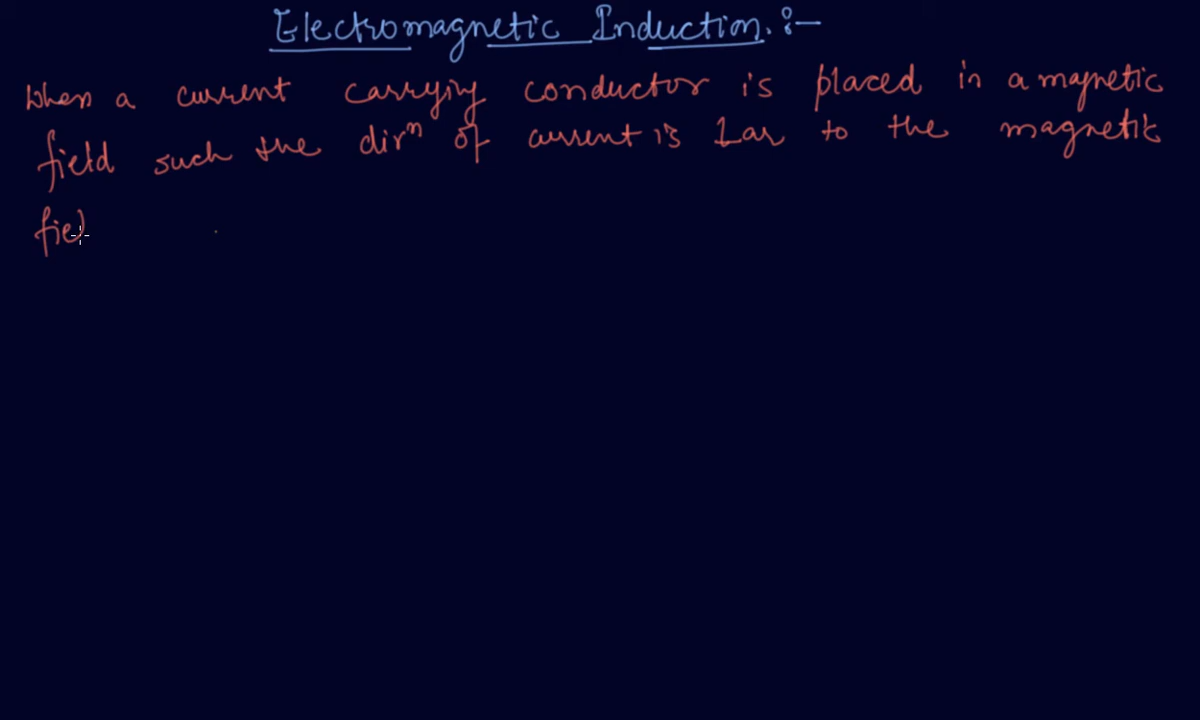 Electromagnetic Induction :-
When a current carrying conductor is placed in a magnetic
field such the dirⁿ of current is ⊥ar to the magnetic
fiel